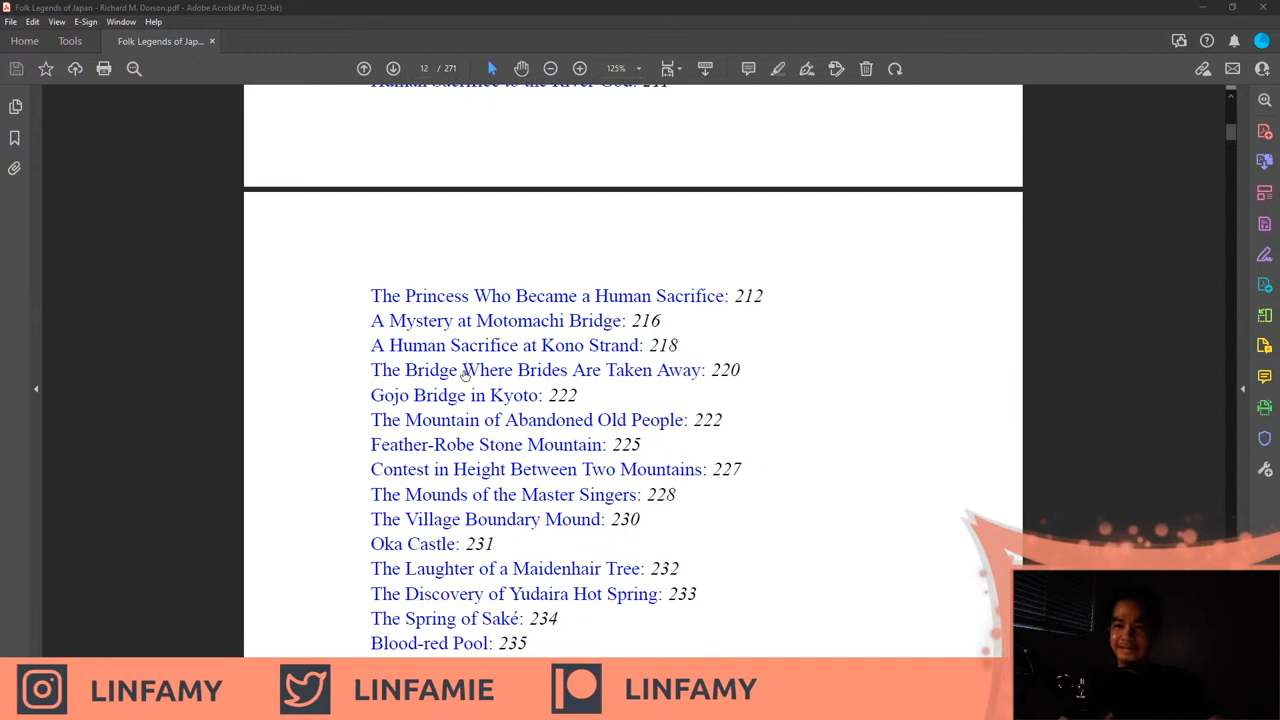 Folk Legends of Japan - Richard M. Dorson.pdf - Adobe Acrobat Pro (32-bit)
File Edit View E-Sign Window Help
Home Tools Folk Legends of Jap... ×
12 / 271 125%
Human Sacrifice to the River God: 211
The Princess Who Became a Human Sacrifice: 212
A Mystery at Motomachi Bridge: 216
A Human Sacrifice at Kono Strand: 218
The Bridge Where Brides Are Taken Away: 220
Gojo Bridge in Kyoto: 222
The Mountain of Abandoned Old People: 222
Feather-Robe Stone Mountain: 225
Contest in Height Between Two Mountains: 227
The Mounds of the Master Singers: 228
The Village Boundary Mound: 230
Oka Castle: 231
The Laughter of a Maidenhair Tree: 232
The Discovery of Yudaira Hot Spring: 233
The Spring of Saké: 234
Blood-red Pool: 235
LINFAMY LINFAMIE LINFAMY